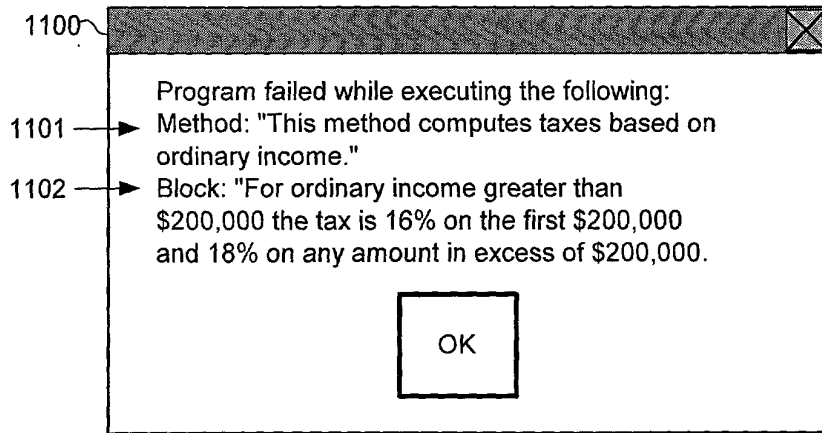 1100
Program failed while executing the following:
1101 Method: "This method computes taxes based on
ordinary income."
1102 Block: "For ordinary income greater than
$200,000 the tax is 16% on the first $200,000
and 18% on any amount in excess of $200,000.
OK